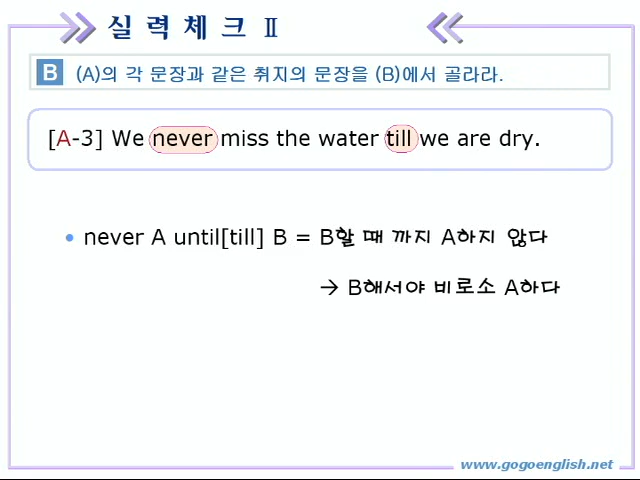 실 력 체 크 Ⅱ
B (A)의 각 문장과 같은 취지의 문장을 (B)에서 골라라.
[A-3] We never miss the water till we are dry.
• never A until[till] B = B할 때 까지 A하지 않다
→ B해서야 비로소 A하다
www.gogoenglish.net